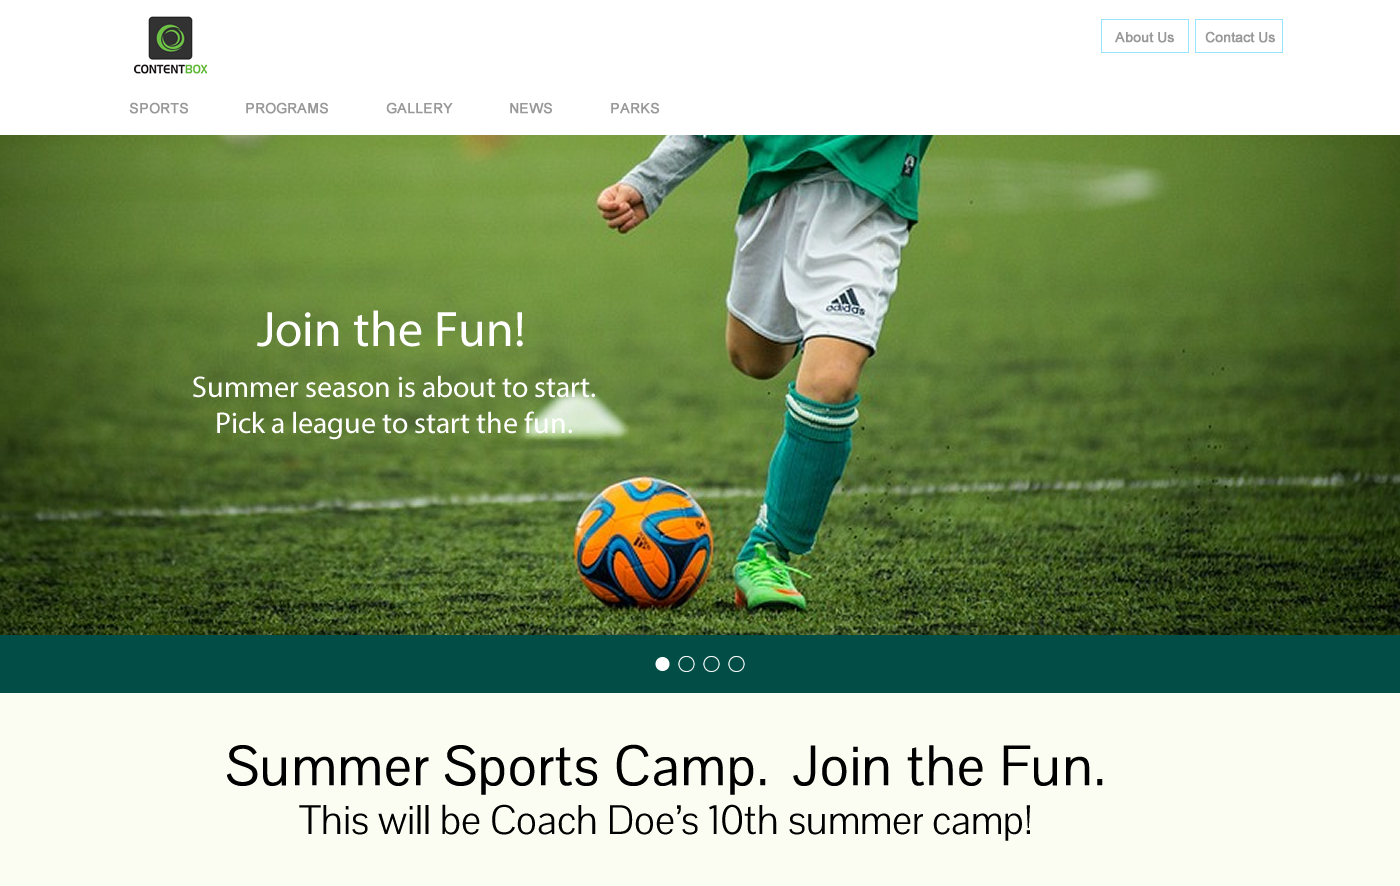 CONTENTBOX
About Us
Contact Us
SPORTS PROGRAMS GALLERY NEWS PARKS
Join the Fun!
Summer season is about to start.
Pick a league to start the fun.
adidas
Summer Sports Camp. Join the Fun.
This will be Coach Doe’s 10th summer camp!